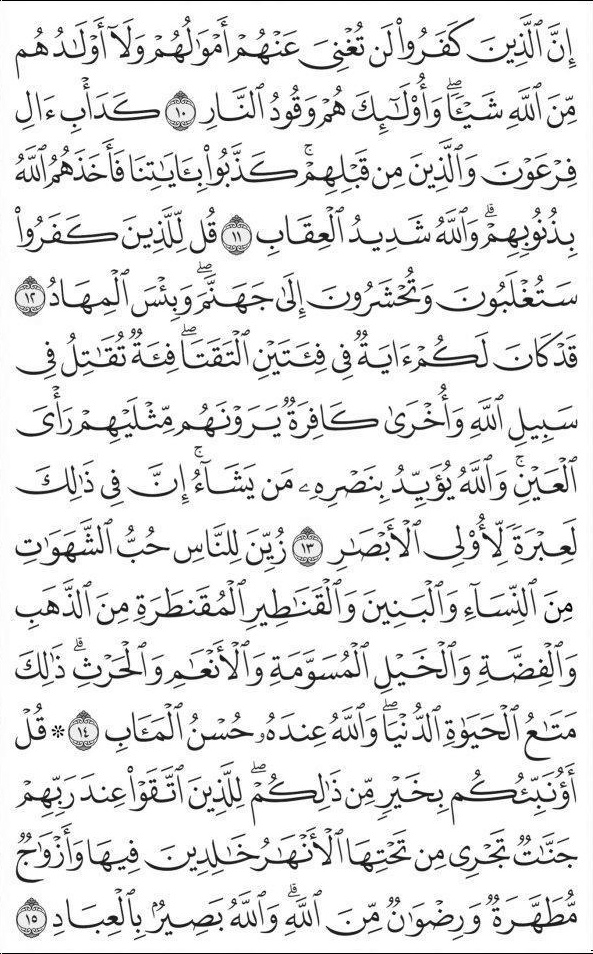 إِنَّ ٱلَّذِينَ كَفَرُوا۟ لَن تُغْنِىَ عَنْهُمْ أَمْوَٰلُهُمْ وَلَآ أَوْلَٰدُهُم
مِّنَ ٱللَّهِ شَيْـًٔا ۖ وَأُو۟لَٰٓئِكَ هُمْ وَقُودُ ٱلنَّارِ ١٠ كَدَأْبِ ءَالِ
فِرْعَوْنَ وَٱلَّذِينَ مِن قَبْلِهِمْ ۚ كَذَّبُوا۟ بِـَٔايَٰتِنَا فَأَخَذَهُمُ ٱللَّهُ
بِذُنُوبِهِمْ ۗ وَٱللَّهُ شَدِيدُ ٱلْعِقَابِ ١١ قُل لِّلَّذِينَ كَفَرُوا۟
سَتُغْلَبُونَ وَتُحْشَرُونَ إِلَىٰ جَهَنَّمَ ۖ وَبِئْسَ ٱلْمِهَادُ ١٢
قَدْ كَانَ لَكُمْ ءَايَةٌ فِى فِئَتَيْنِ ٱلْتَقَتَا ۖ فِئَةٌ تُقَٰتِلُ فِى
سَبِيلِ ٱللَّهِ وَأُخْرَىٰ كَافِرَةٌ يَرَوْنَهُم مِّثْلَيْهِمْ رَأْىَ
ٱلْعَيْنِ ۚ وَٱللَّهُ يُؤَيِّدُ بِنَصْرِهِۦ مَن يَشَآءُ ۗ إِنَّ فِى ذَٰلِكَ
لَعِبْرَةً لِّأُو۟لِى ٱلْأَبْصَٰرِ ١٣ زُيِّنَ لِلنَّاسِ حُبُّ ٱلشَّهَوَٰتِ
مِنَ ٱلنِّسَآءِ وَٱلْبَنِينَ وَٱلْقَنَٰطِيرِ ٱلْمُقَنطَرَةِ مِنَ ٱلذَّهَبِ
وَٱلْفِضَّةِ وَٱلْخَيْلِ ٱلْمُسَوَّمَةِ وَٱلْأَنْعَٰمِ وَٱلْحَرْثِ ۗ ذَٰلِكَ
مَتَٰعُ ٱلْحَيَوٰةِ ٱلدُّنْيَا ۖ وَٱللَّهُ عِندَهُۥ حُسْنُ ٱلْمَـَٔابِ ١٤ * قُلْ
أَؤُنَبِّئُكُم بِخَيْرٍ مِّن ذَٰلِكُمْ ۖ لِلَّذِينَ ٱتَّقَوْا۟ عِندَ رَبِّهِمْ
جَنَّٰتٌ تَجْرِى مِن تَحْتِهَا ٱلْأَنْهَٰرُ خَٰلِدِينَ فِيهَا وَأَزْوَٰجٌ
مُّطَهَّرَةٌ وَرِضْوَٰنٌ مِّنَ ٱللَّهِ ۗ وَٱللَّهُ بَصِيرٌۢ بِٱلْعِبَادِ ١٥